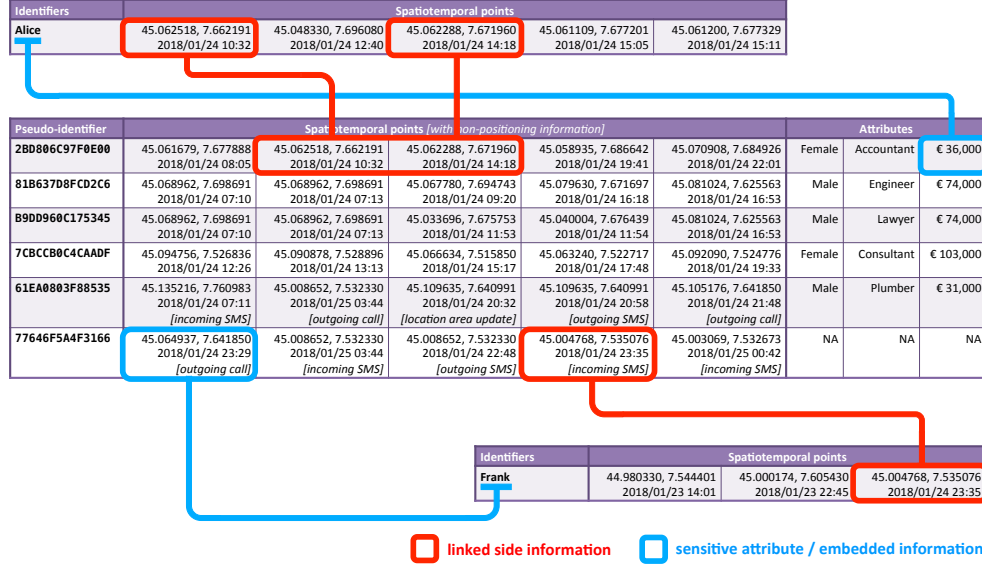 Identifiers Spatiotemporal points
Alice 45.062518, 7.662191 45.048330, 7.696080 45.062288, 7.671960 45.061109, 7.677201 45.061200, 7.677329
2018/01/24 10:32 2018/01/24 12:40 2018/01/24 14:18 2018/01/24 15:05 2018/01/24 15:11
Pseudo-identifier Spatiotemporal points [with non-positioning information] Attributes
2BD806C97F0E00 45.061679, 7.677888 45.062518, 7.662191 45.062288, 7.671960 45.058935, 7.686642 45.070908, 7.684926 Female Accountant € 36,000
2018/01/24 08:05 2018/01/24 10:32 2018/01/24 14:18 2018/01/24 19:41 2018/01/24 22:01
81B637D8FCD2C6 45.068962, 7.698691 45.068962, 7.698691 45.067780, 7.694743 45.079630, 7.671697 45.081024, 7.625563 Male Engineer € 74,000
2018/01/24 07:10 2018/01/24 07:13 2018/01/24 09:20 2018/01/24 16:18 2018/01/24 16:53
B9DD960C175345 45.068962, 7.698691 45.068962, 7.698691 45.033696, 7.675753 45.040004, 7.676439 45.081024, 7.625563 Male Lawyer € 74,000
2018/01/24 07:10 2018/01/24 07:13 2018/01/24 11:53 2018/01/24 11:54 2018/01/24 16:53
7CBCCB0C4CAADF 45.094756, 7.526836 45.090878, 7.528896 45.066634, 7.515850 45.063240, 7.522717 45.092090, 7.524776 Female Consultant € 103,000
2018/01/24 12:26 2018/01/24 13:13 2018/01/24 15:17 2018/01/24 17:48 2018/01/24 19:33
61EA0803F88535 45.135216, 7.760983 45.008652, 7.532330 45.109635, 7.640991 45.109635, 7.640991 45.105176, 7.641850 Male Plumber € 31,000
2018/01/24 07:11 2018/01/25 03:44 2018/01/24 20:32 2018/01/24 20:58 2018/01/24 21:48
[incoming SMS] [outgoing call] [location area update] [outgoing SMS] [outgoing call]
77646F5A4F3166 45.064937, 7.641850 45.008652, 7.532330 45.008652, 7.532330 45.004768, 7.535076 45.003069, 7.532673 NA NA NA
2018/01/24 23:29 2018/01/25 03:44 2018/01/24 22:48 2018/01/24 23:35 2018/01/25 00:42
[outgoing call] [incoming SMS] [outgoing SMS] [incoming SMS] [incoming SMS]
Identifiers Spatiotemporal points
Frank 44.980330, 7.544401 45.000174, 7.605430 45.004768, 7.535076
2018/01/23 14:01 2018/01/23 22:45 2018/01/24 23:35
linked side information sensitive attribute / embedded information